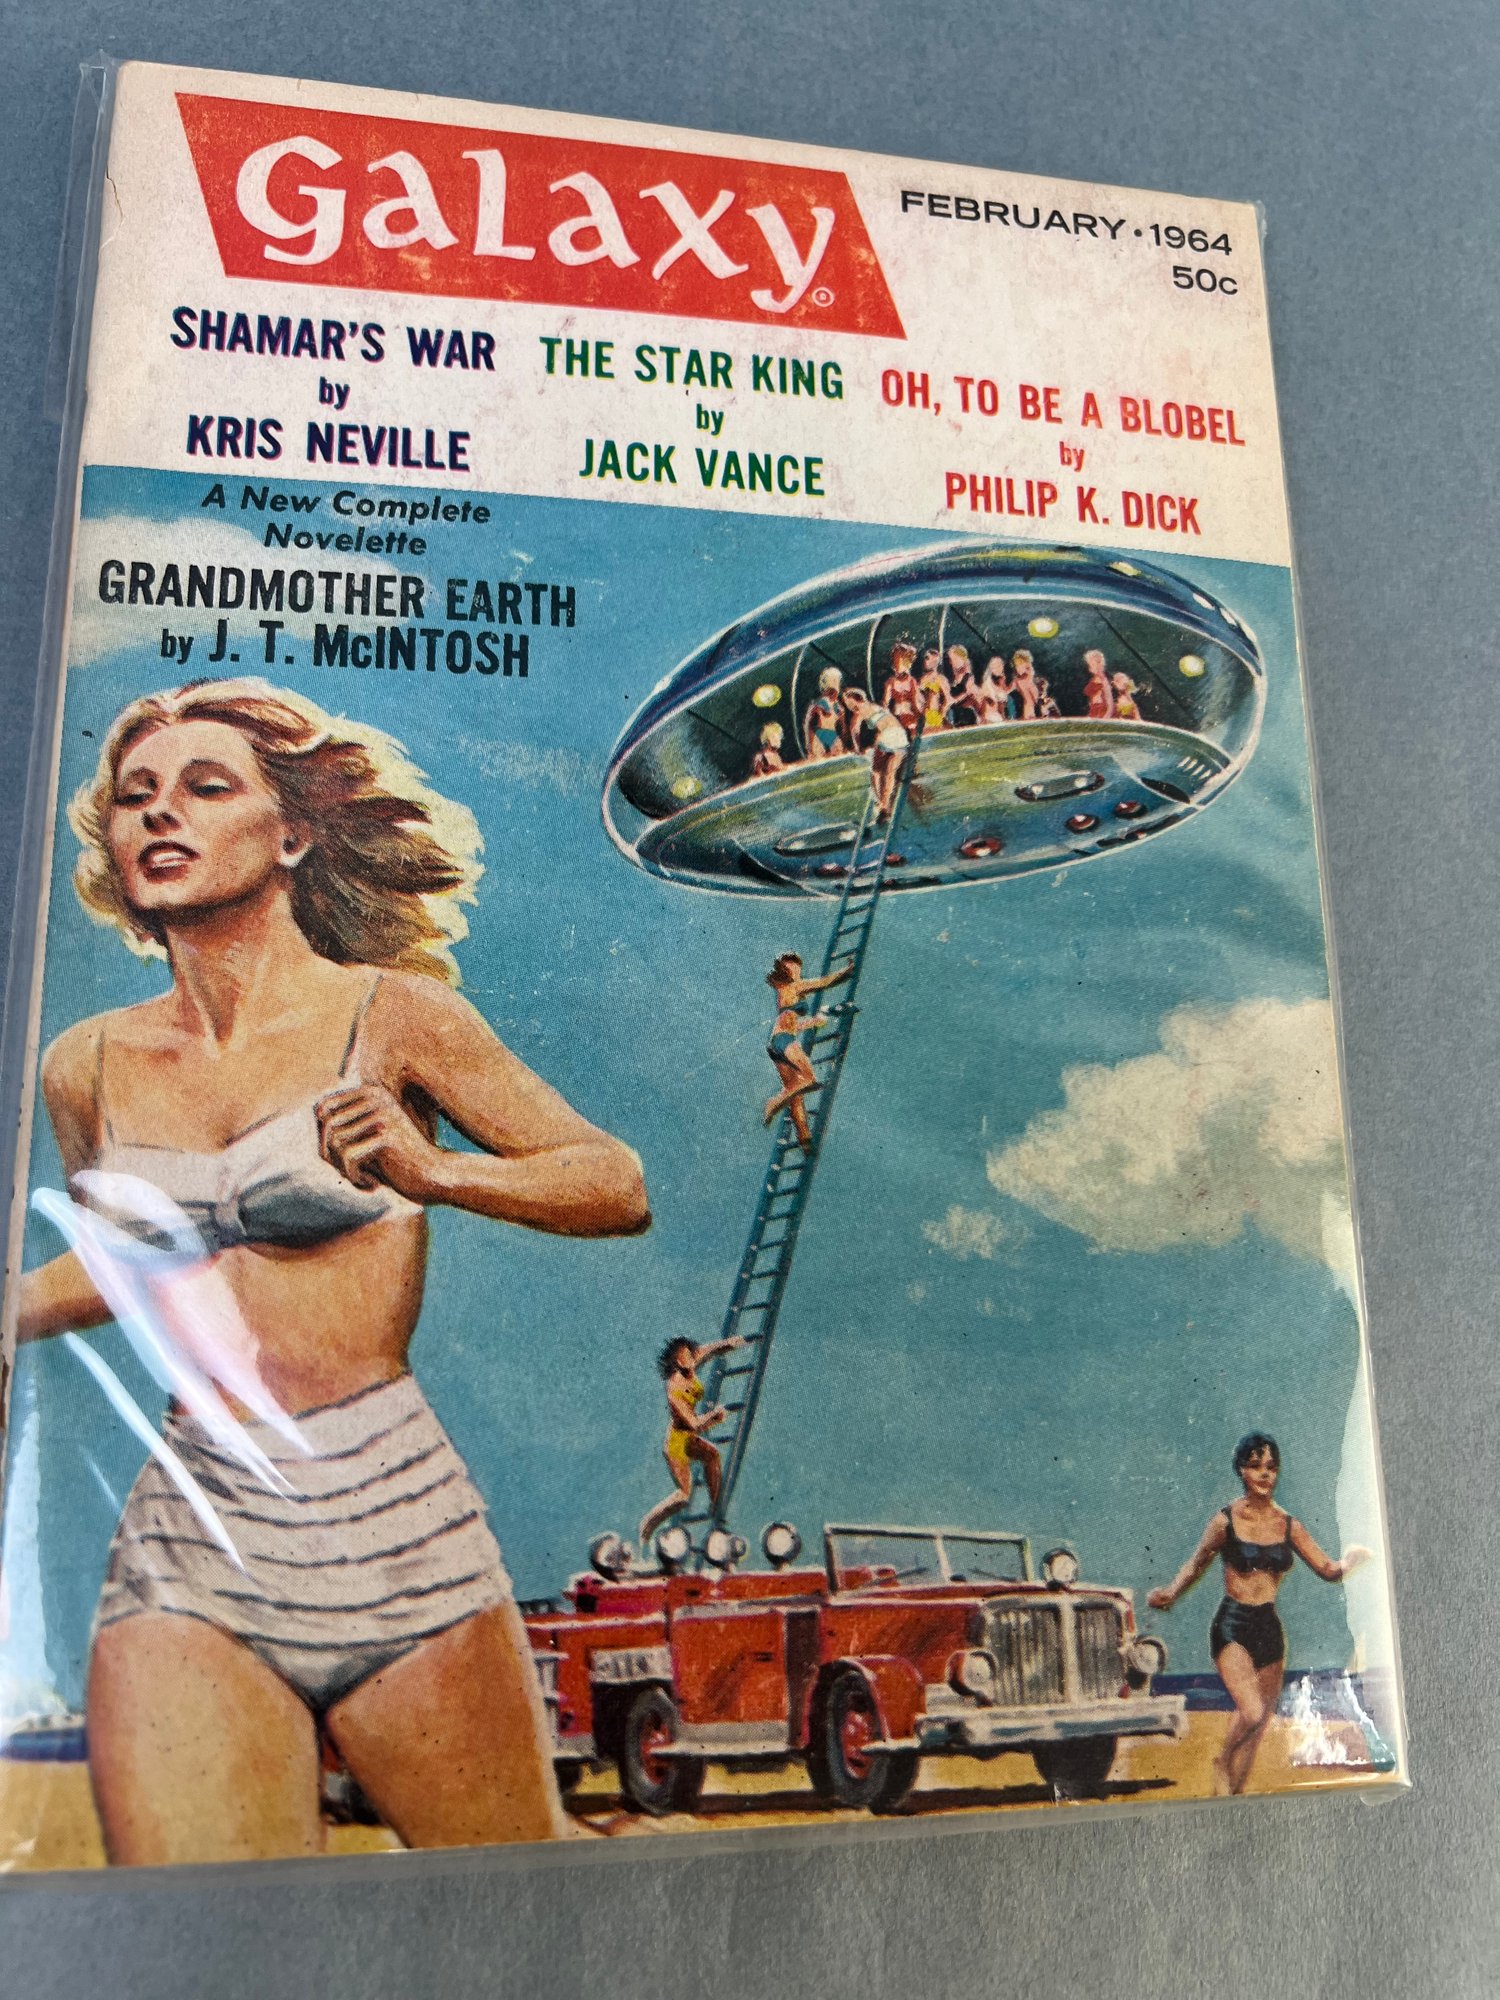 Galaxy®
FEBRUARY • 1964
50c
SHAMAR'S WAR
by
KRIS NEVILLE
THE STAR KING
by
JACK VANCE
OH, TO BE A BLOBEL
by
PHILIP K. DICK
A New Complete
Novelette
GRANDMOTHER EARTH
by J. T. McINTOSH